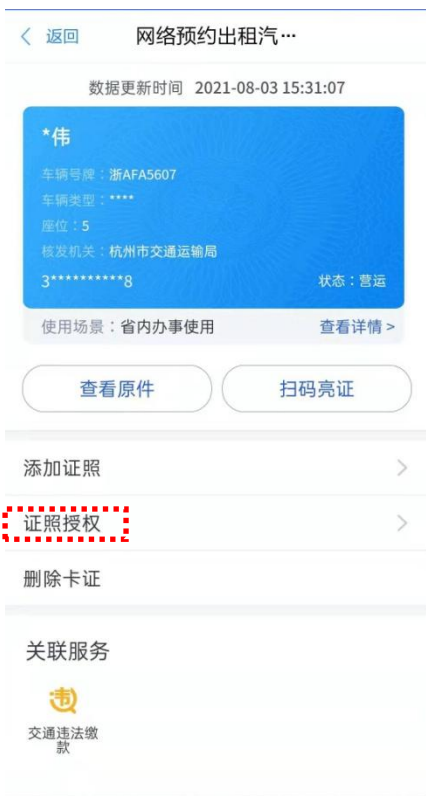 返回 网络预约出租汽…
数据更新时间 2021-08-03 15:31:07
*伟
车辆号牌：浙AFA5607
车辆类型：****
座位：5
核发机关：杭州市交通运输局
3**********8 状态：营运
使用场景：省内办事使用 查看详情 >
查看原件 扫码亮证
添加证照
证照授权
删除卡证
关联服务
违
交通违法缴
款